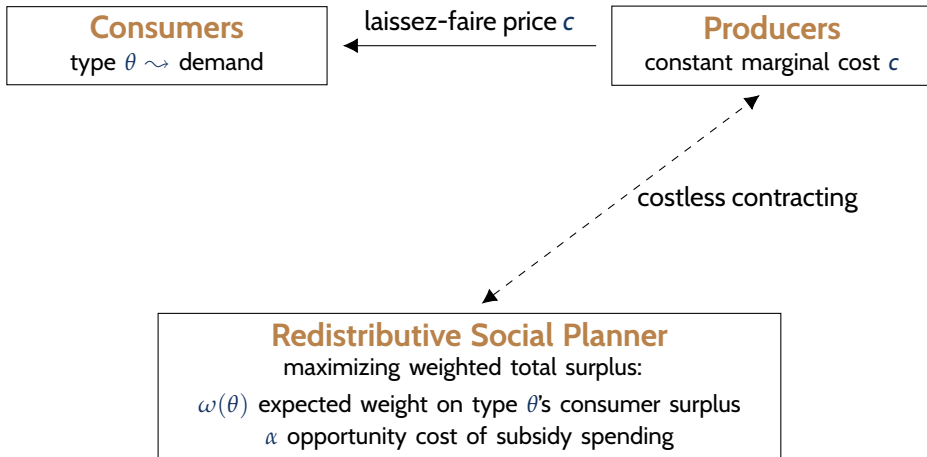 Consumers
type θ ⤳ demand
laissez-faire price c
Producers
constant marginal cost c
costless contracting
Redistributive Social Planner
maximizing weighted total surplus:
ω(θ) expected weight on type θ's consumer surplus
α opportunity cost of subsidy spending